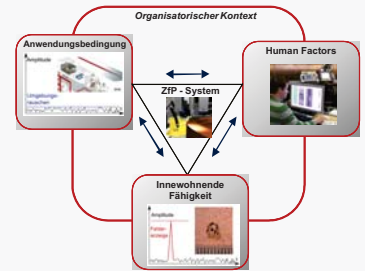 Organisatorischer Kontext
Anwendungsbedingung
Amplitude
Umgebungs-
rauschen
Human Factors
ZfP - System
Innewohnende
Fähigkeit
Amplitude
Fehler-
anzeige